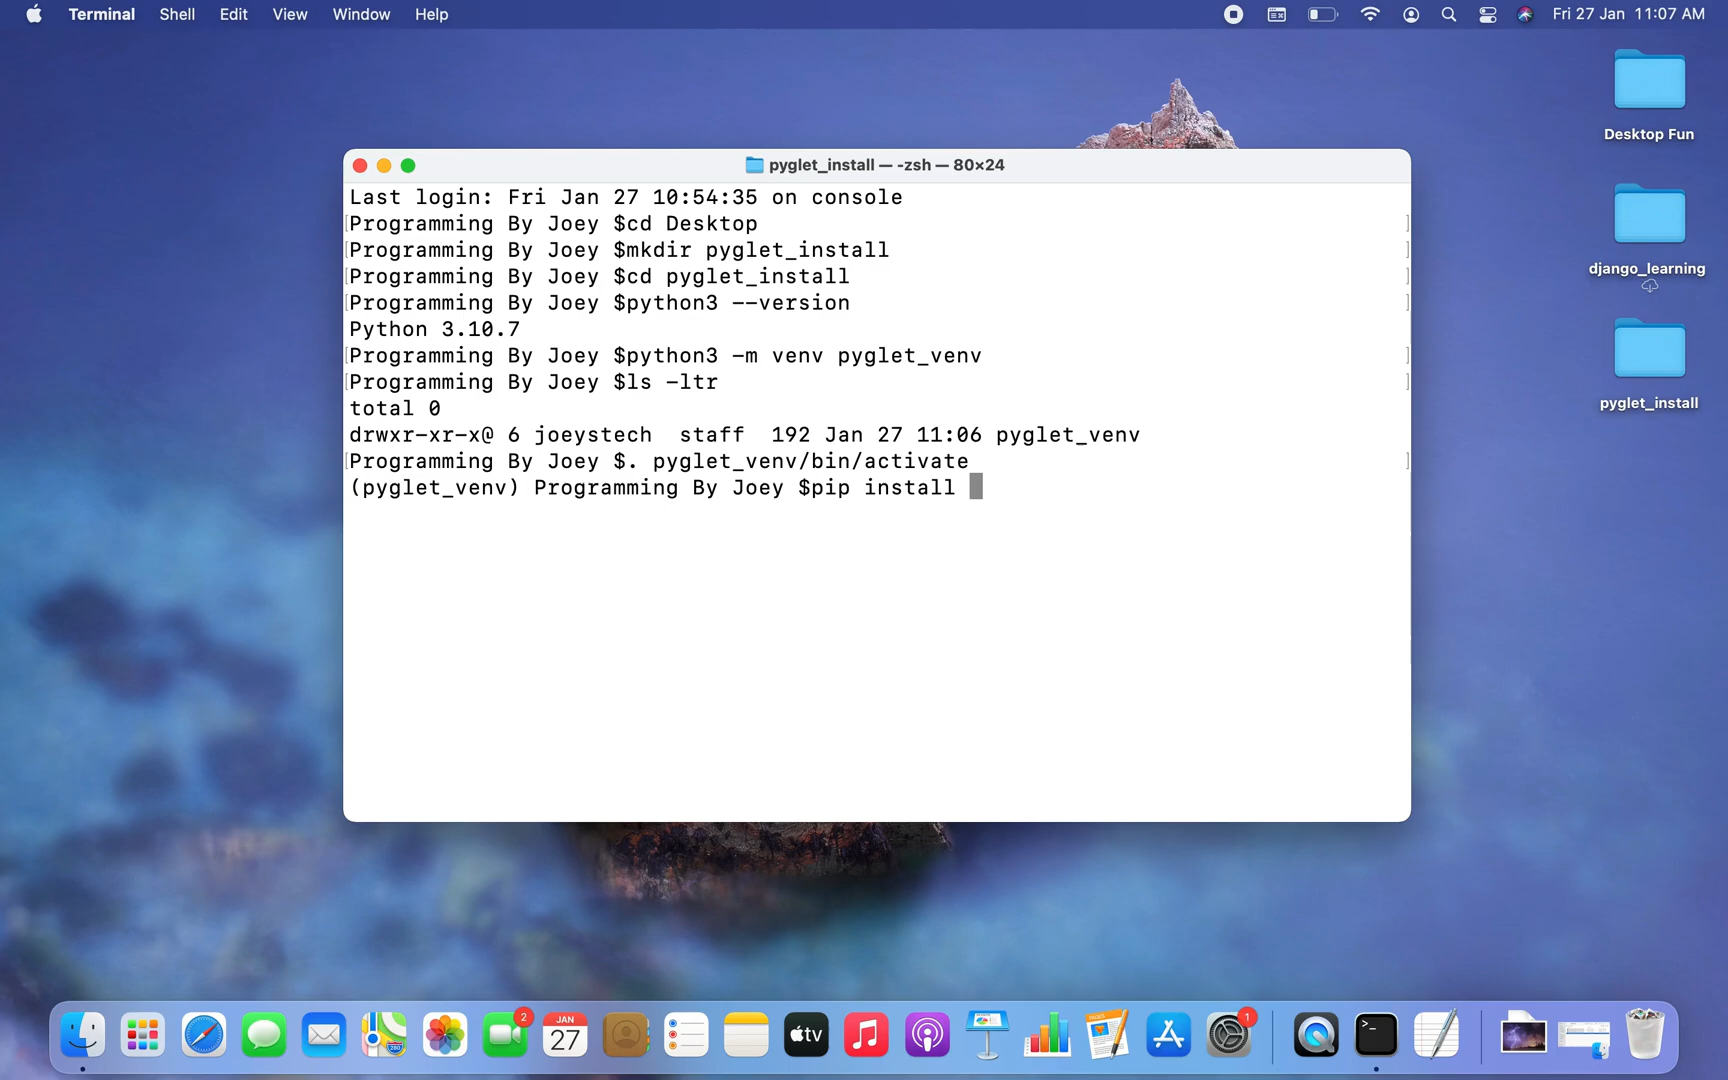 Terminal Shell Edit View Window Help Fri 27 Jan 11:07 AM
Desktop Fun
django_learning
pyglet_install
pyglet_install — -zsh — 80×24
Last login: Fri Jan 27 10:54:35 on console
[Programming By Joey $cd Desktop ]
[Programming By Joey $mkdir pyglet_install ]
[Programming By Joey $cd pyglet_install ]
[Programming By Joey $python3 --version ]
Python 3.10.7
[Programming By Joey $python3 -m venv pyglet_venv ]
[Programming By Joey $ls -ltr ]
total 0
drwxr-xr-x@ 6 joeystech  staff  192 Jan 27 11:06 pyglet_venv
[Programming By Joey $. pyglet_venv/bin/activate ]
(pyglet_venv) Programming By Joey $pip install
2
JAN
27
tv
PAGES
1
>_
280